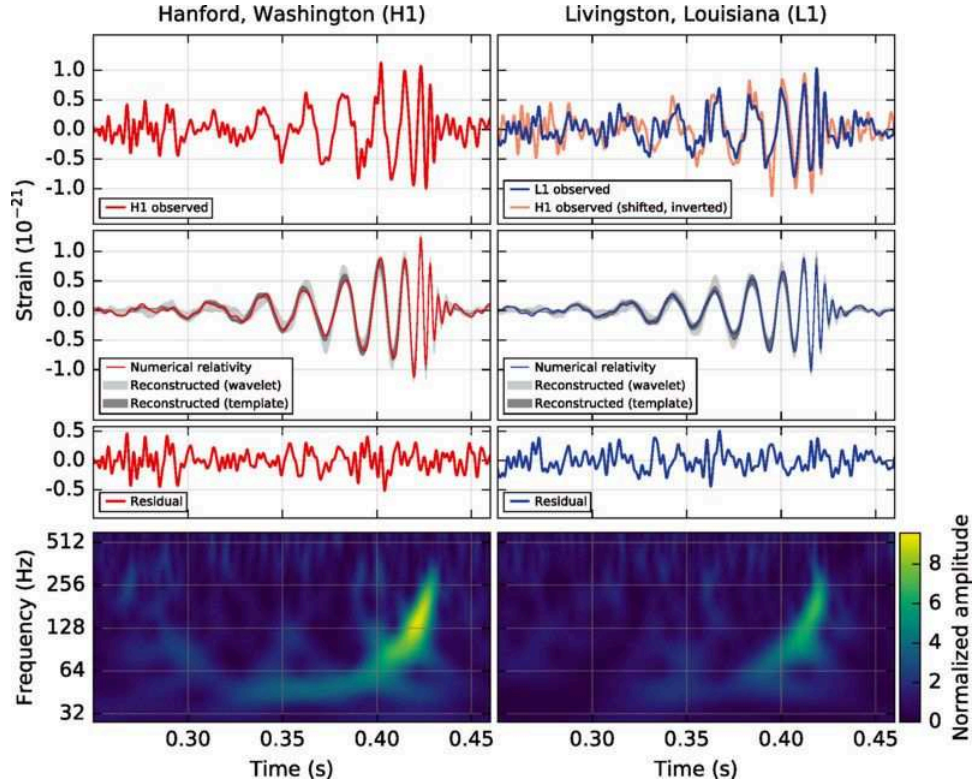 Hanford, Washington (H1)
Livingston, Louisiana (L1)
Strain (10⁻²¹)
1.0
0.5
0.0
-0.5
-1.0
H1 observed
L1 observed
H1 observed (shifted, inverted)
1.0
0.5
0.0
-0.5
-1.0
Numerical relativity
Reconstructed (wavelet)
Reconstructed (template)
Numerical relativity
Reconstructed (wavelet)
Reconstructed (template)
0.5
0.0
-0.5
Residual
Residual
Frequency (Hz)
512
256
128
64
32
0.30
0.35
0.40
0.45
Time (s)
0.30
0.35
0.40
0.45
Time (s)
8
6
4
2
0
Normalized amplitude